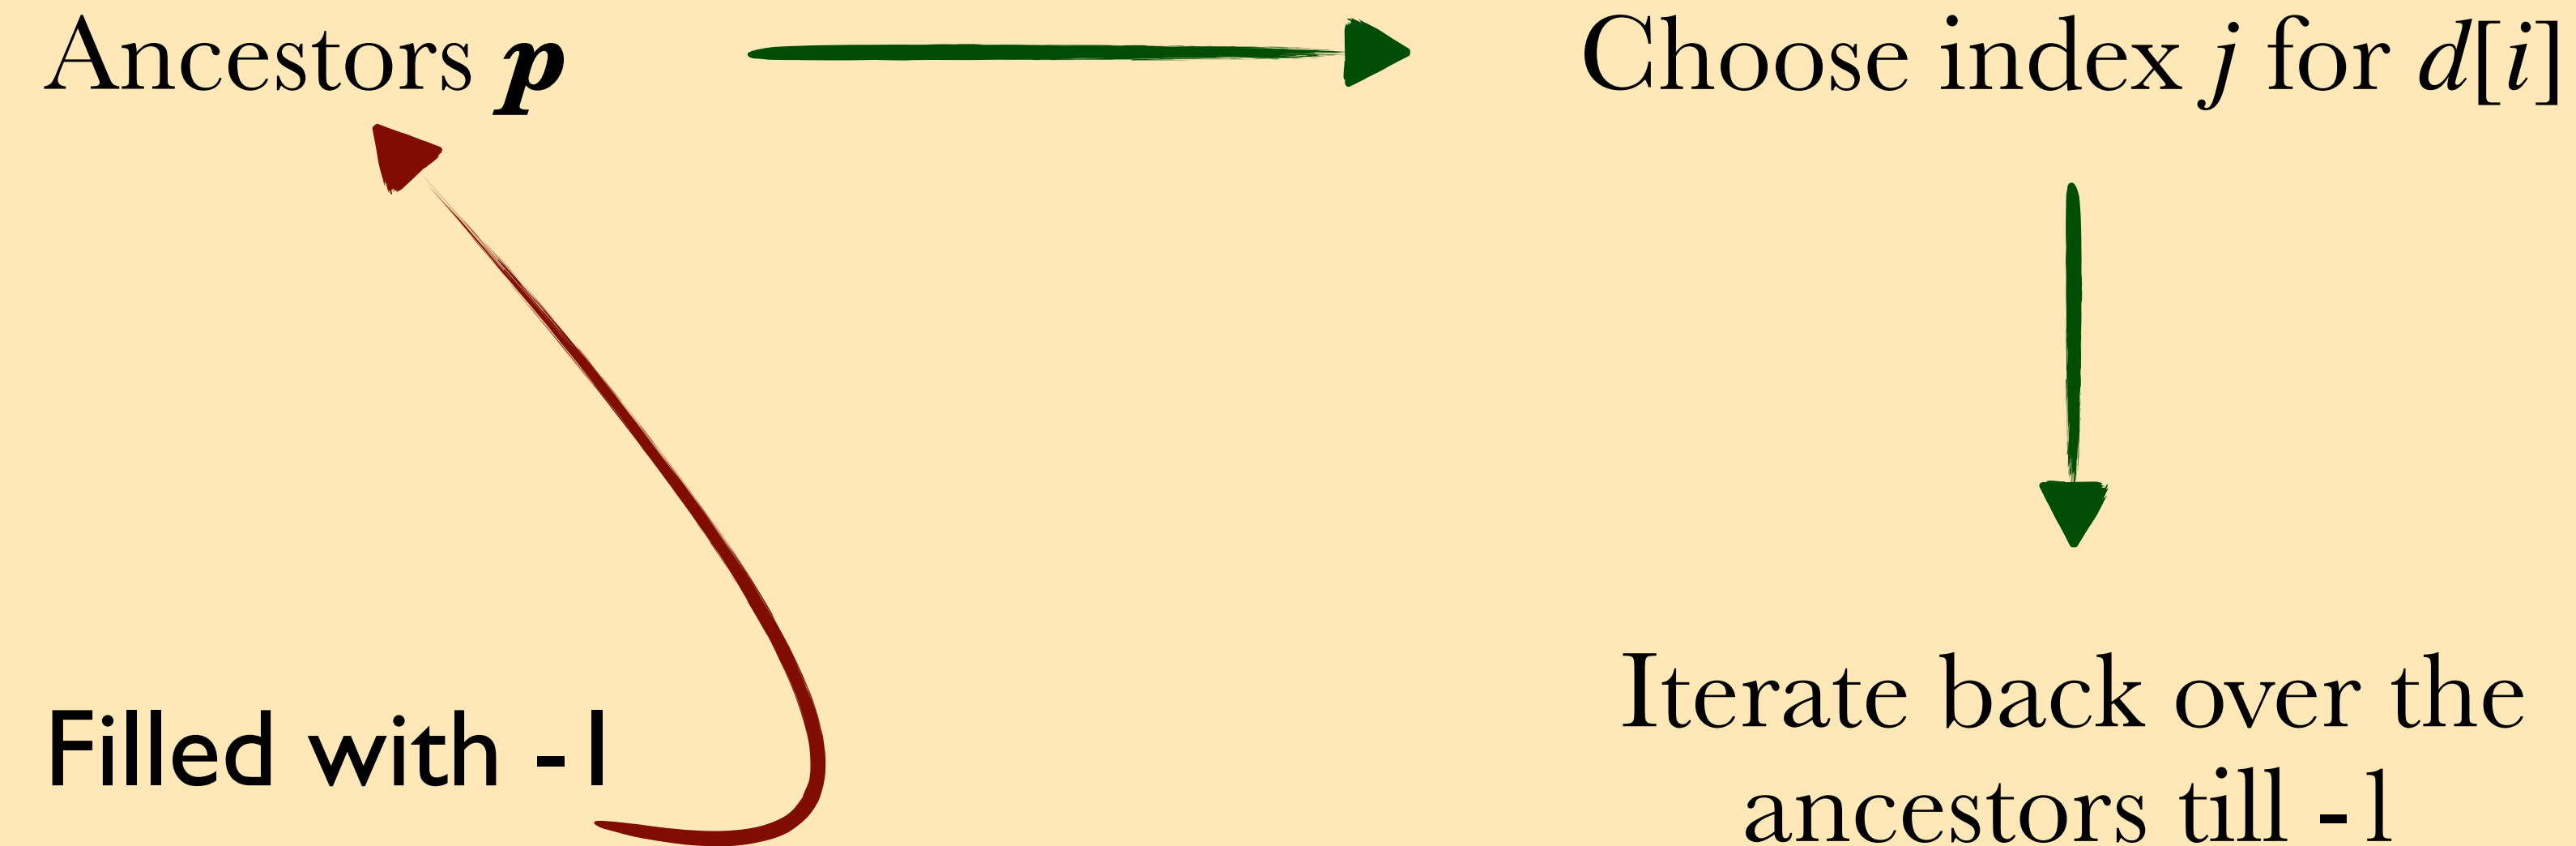 Ancestors p
Choose index j for d[i]
Filled with -1
Iterate back over the
ancestors till -1